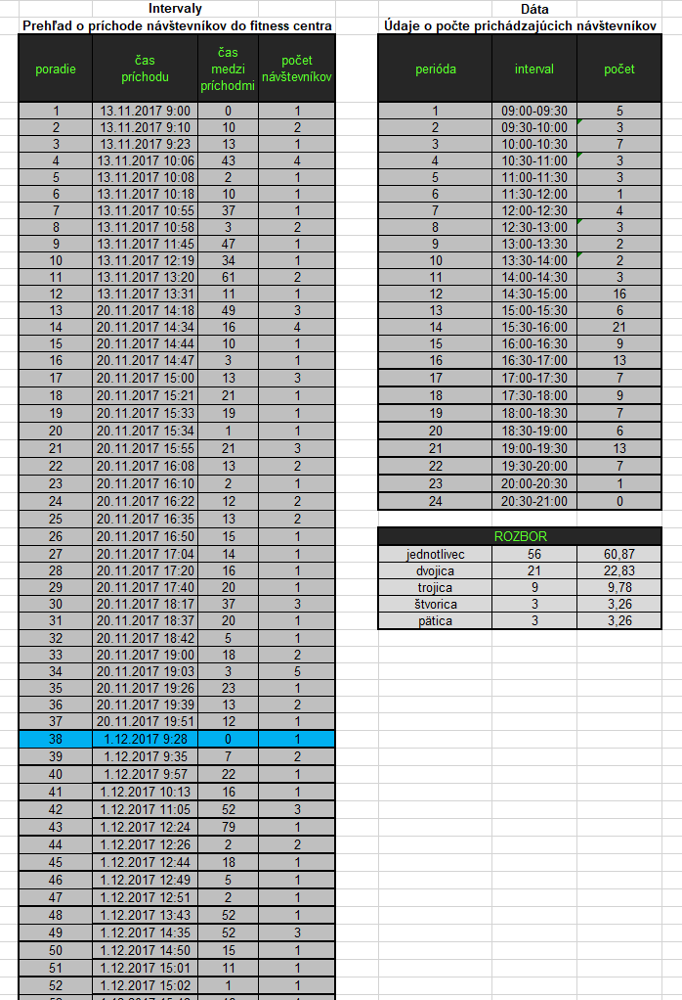 Intervaly
Prehľad o príchode návštevníkov do fitness centra
poradie čas príchodu čas medzi príchodmi počet návštevníkov
1 13.11.2017 9:00 0 1
2 13.11.2017 9:10 10 2
3 13.11.2017 9:23 13 1
4 13.11.2017 10:06 43 4
5 13.11.2017 10:08 2 1
6 13.11.2017 10:18 10 1
7 13.11.2017 10:55 37 1
8 13.11.2017 10:58 3 2
9 13.11.2017 11:45 47 1
10 13.11.2017 12:19 34 1
11 13.11.2017 13:20 61 2
12 13.11.2017 13:31 11 1
13 20.11.2017 14:18 49 3
14 20.11.2017 14:34 16 4
15 20.11.2017 14:44 10 1
16 20.11.2017 14:47 3 1
17 20.11.2017 15:00 13 3
18 20.11.2017 15:21 21 1
19 20.11.2017 15:33 19 1
20 20.11.2017 15:34 1 1
21 20.11.2017 15:55 21 3
22 20.11.2017 16:08 13 2
23 20.11.2017 16:10 2 1
24 20.11.2017 16:22 12 2
25 20.11.2017 16:35 13 2
26 20.11.2017 16:50 15 1
27 20.11.2017 17:04 14 1
28 20.11.2017 17:20 16 1
29 20.11.2017 17:40 20 1
30 20.11.2017 18:17 37 3
31 20.11.2017 18:37 20 1
32 20.11.2017 18:42 5 1
33 20.11.2017 19:00 18 2
34 20.11.2017 19:03 3 5
35 20.11.2017 19:26 23 1
36 20.11.2017 19:39 13 2
37 20.11.2017 19:51 12 1
38 1.12.2017 9:28 0 1
39 1.12.2017 9:35 7 2
40 1.12.2017 9:57 22 1
41 1.12.2017 10:13 16 1
42 1.12.2017 11:05 52 3
43 1.12.2017 12:24 79 1
44 1.12.2017 12:26 2 2
45 1.12.2017 12:44 18 1
46 1.12.2017 12:49 5 1
47 1.12.2017 12:51 2 1
48 1.12.2017 13:43 52 1
49 1.12.2017 14:35 52 3
50 1.12.2017 14:50 15 1
51 1.12.2017 15:01 11 1
52 1.12.2017 15:02 1 1
Dáta
Údaje o počte prichádzajúcich návštevníkov
perióda interval počet
1 09:00-09:30 5
2 09:30-10:00 3
3 10:00-10:30 7
4 10:30-11:00 3
5 11:00-11:30 3
6 11:30-12:00 1
7 12:00-12:30 4
8 12:30-13:00 3
9 13:00-13:30 2
10 13:30-14:00 2
11 14:00-14:30 3
12 14:30-15:00 16
13 15:00-15:30 6
14 15:30-16:00 21
15 16:00-16:30 9
16 16:30-17:00 13
17 17:00-17:30 7
18 17:30-18:00 9
19 18:00-18:30 7
20 18:30-19:00 6
21 19:00-19:30 13
22 19:30-20:00 7
23 20:00-20:30 1
24 20:30-21:00 0
ROZBOR
jednotlivec 56 60,87
dvojica 21 22,83
trojica 9 9,78
štvorica 3 3,26
pätica 3 3,26